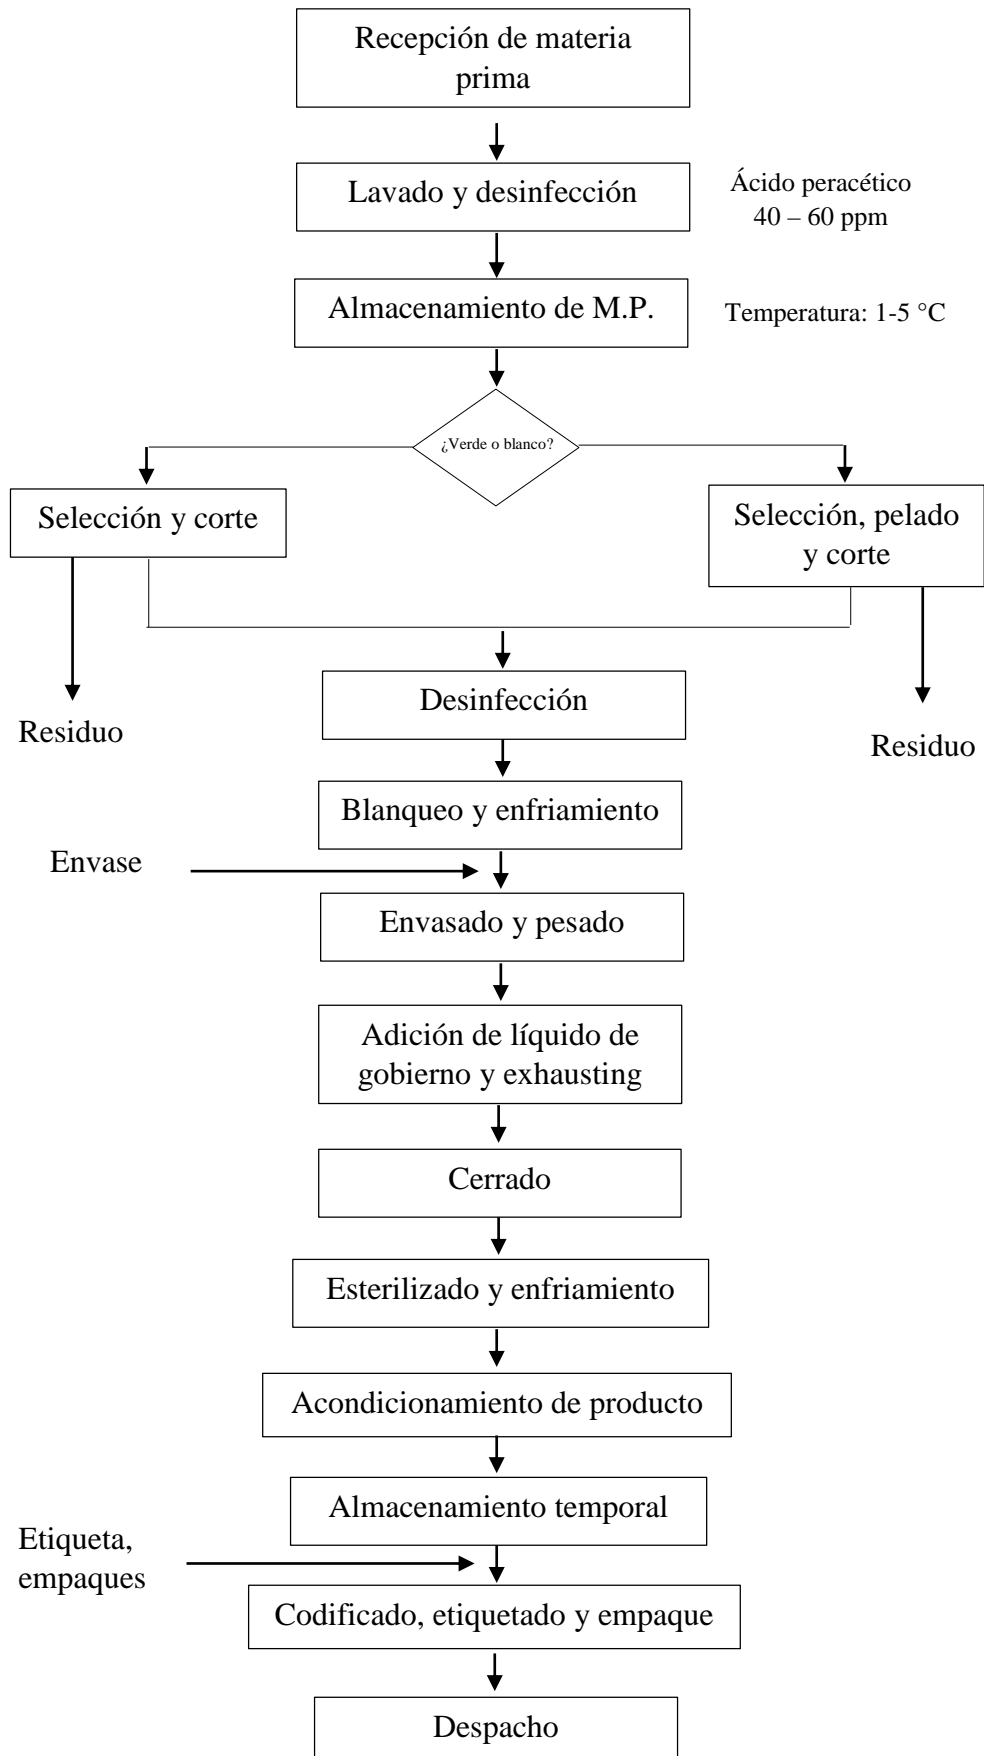 Recepción de materia
prima
Lavado y desinfección
Ácido peracético
40 – 60 ppm
Almacenamiento de M.P.
Temperatura: 1-5 °C
¿Verde o blanco?
Selección y corte
Selección, pelado
y corte
Desinfección
Residuo
Residuo
Blanqueo y enfriamiento
Envase
Envasado y pesado
Adición de líquido de
gobierno y exhausting
Cerrado
Esterilizado y enfriamiento
Acondicionamiento de producto
Almacenamiento temporal
Etiqueta,
empaques
Codificado, etiquetado y empaque
Despacho